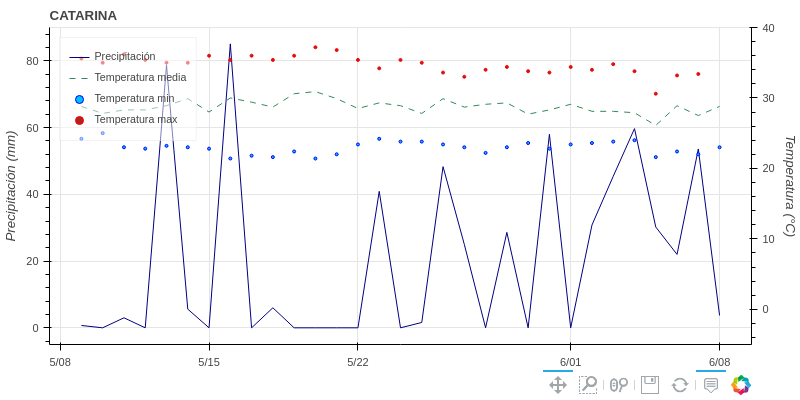 CATARINA
Precipitación
Temperatura media
Temperatura min
Temperatura max
Precipitación (mm)
80
60
40
20
0
Temperatura (°C)
40
30
20
10
0
5/08
5/15
5/22
6/01
6/08